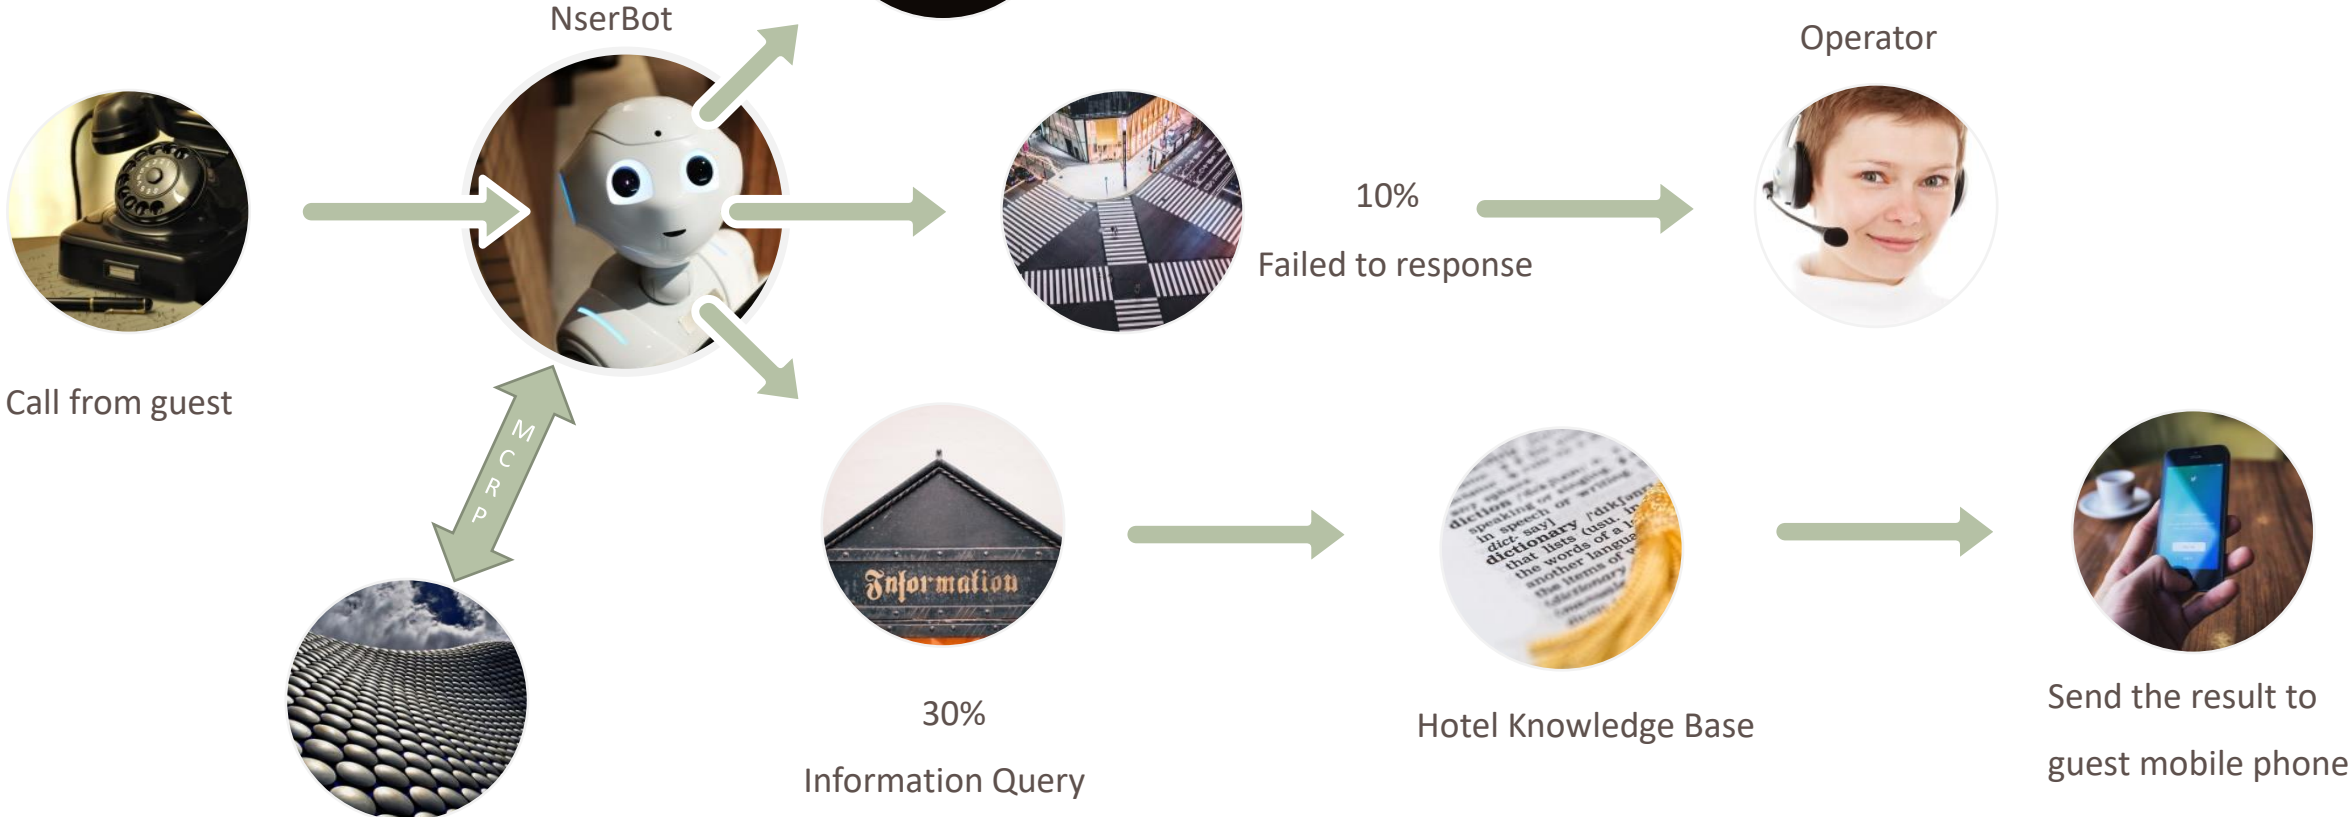 NserBot
Operator
10%
Failed to response
Call from guest
MCRP
Information
dictionary
30%
Information Query
Hotel Knowledge Base
Send the result to
guest mobile phone